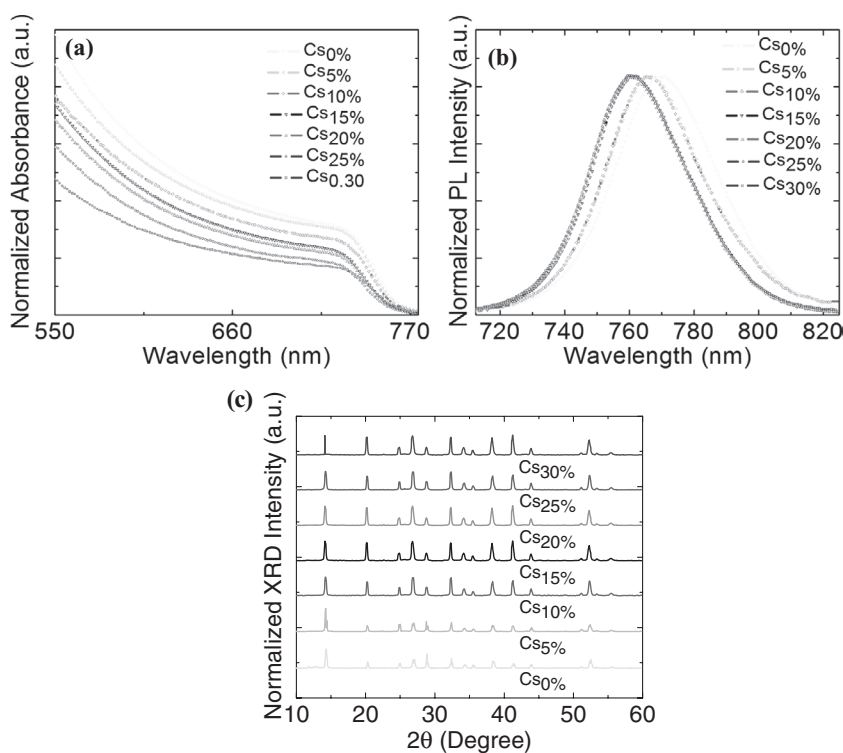 (a)
Normalized Absorbance (a.u.)
Cs0%
Cs5%
Cs10%
Cs15%
Cs20%
Cs25%
Cs0.30
550
660
770
Wavelength (nm)
(b)
Normalized PL Intensity (a.u.)
Cs0%
Cs5%
Cs10%
Cs15%
Cs20%
Cs25%
Cs30%
720 740 760 780 800 820
Wavelength (nm)
(c)
Normalized XRD Intensity (a.u.)
Cs30%
Cs25%
Cs20%
Cs15%
Cs10%
Cs5%
Cs0%
10 20 30 40 50 60
2θ (Degree)